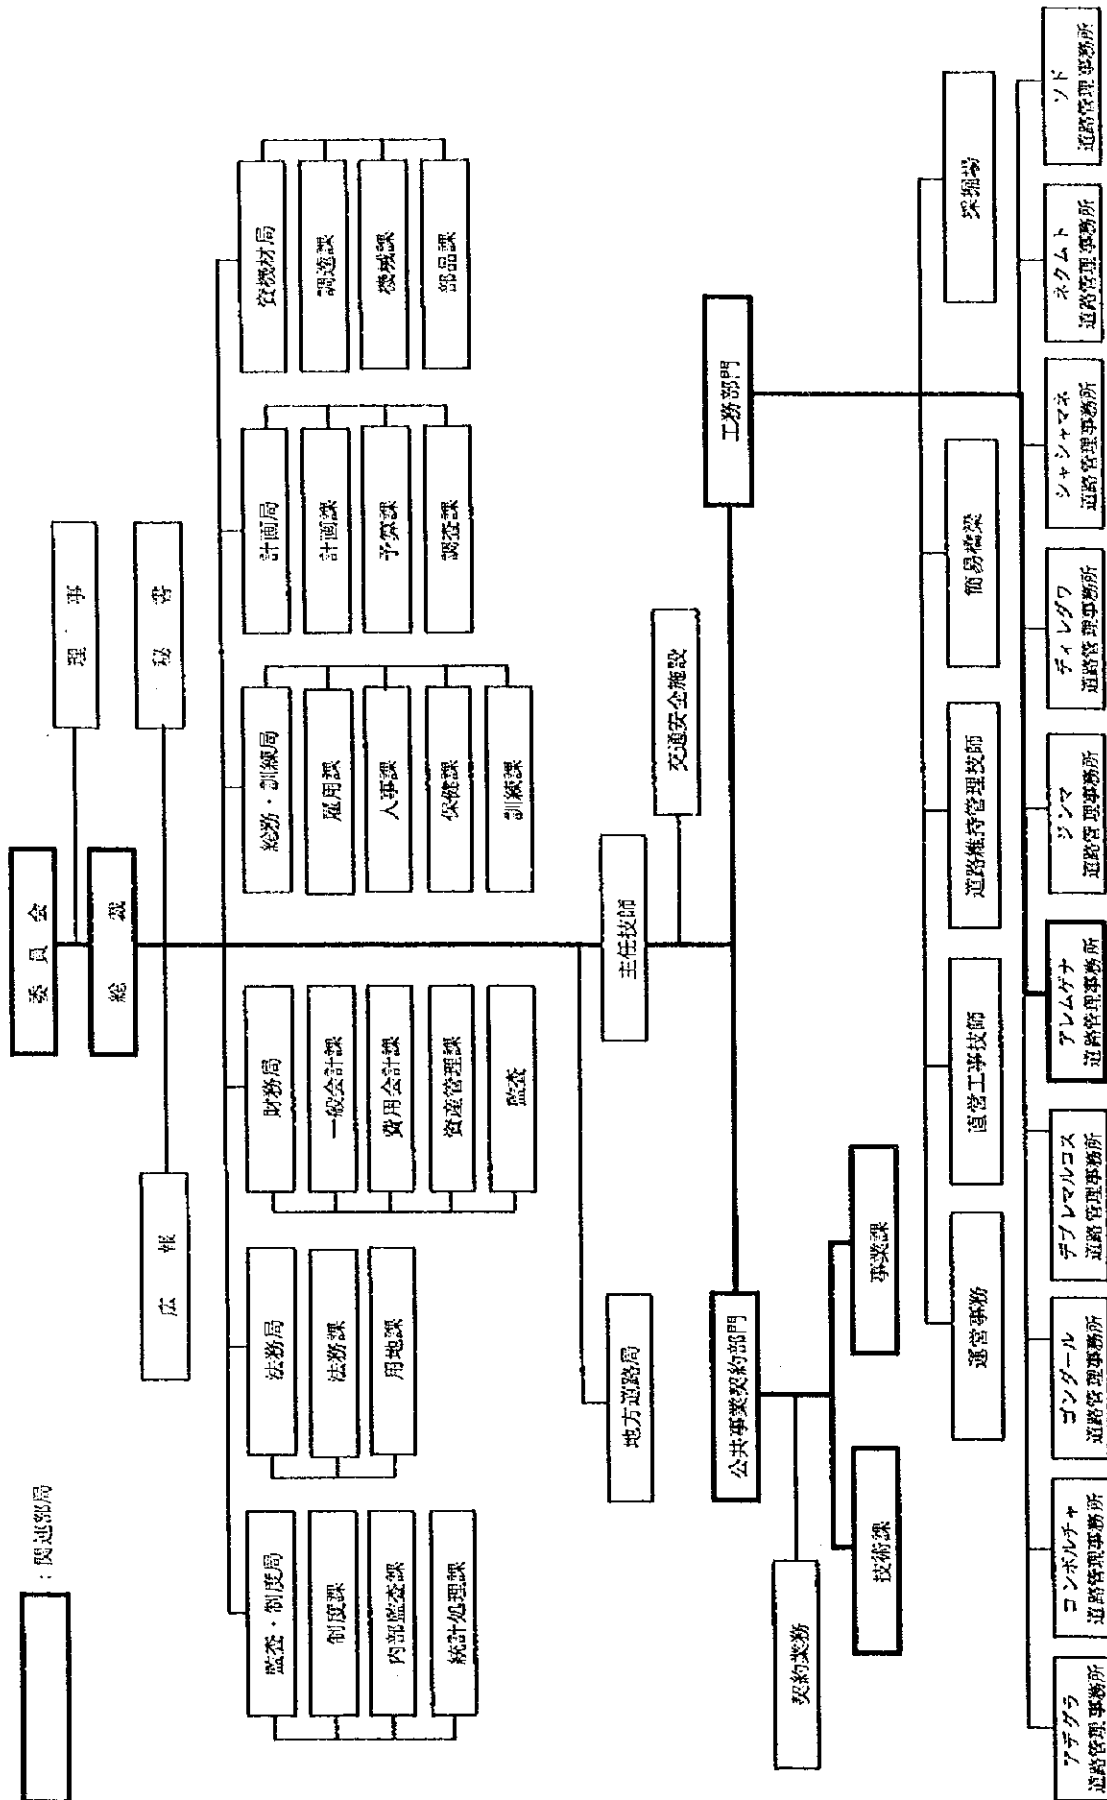 ：関連部局
委員会
総裁
理事
広報
秘書
監査・制度局
制度課
内部監査課
統計処理課
法務局
法務課
用地課
財務局
一般会計課
費用会計課
資産管理課
監査
総務・訓練局
雇用課
人事課
保健課
訓練課
計画局
計画課
予算課
調査課
資機材局
調達課
機械課
部品課
地方道路局
主任技師
交通安全施設
公共事業契約部門
工務部門
契約業務
技術課
事業課
運営事務
直営工事技師
道路維持管理技師
簡易橋梁
採掘場
アデグラ
道路管理事務所
コンボルチャ
道路管理事務所
ゴンダール
道路管理事務所
デブレマルコス
道路管理事務所
アレムゲナ
道路管理事務所
ジンマ
道路管理事務所
ディレダワ
道路管理事務所
シャシャマネ
道路管理事務所
ネクムト
道路管理事務所
ソド
道路管理事務所